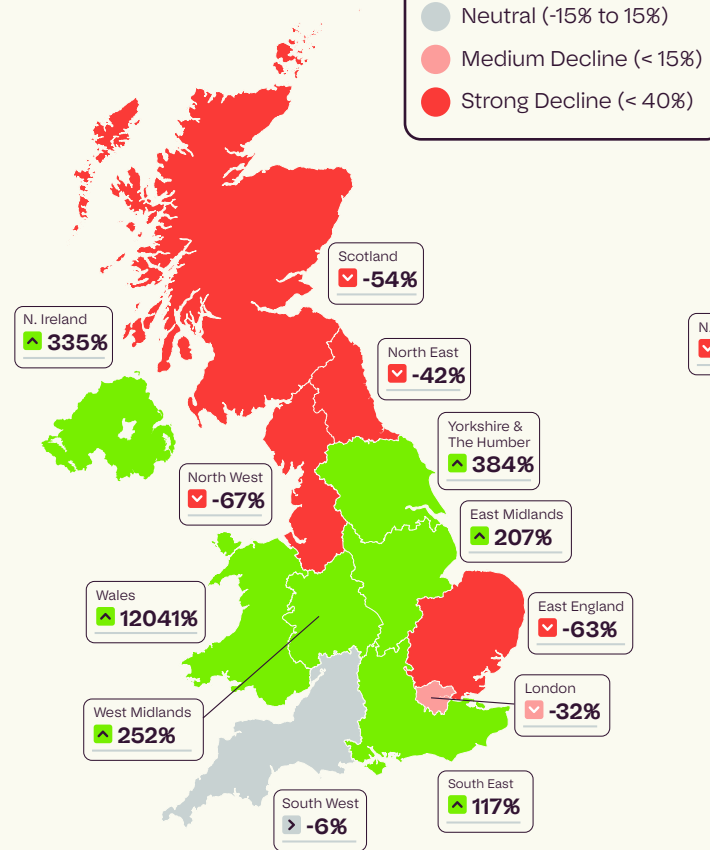 Neutral (-15% to 15%)
Medium Decline (< 15%)
Strong Decline (< 40%)
Scotland
-54%
N. Ireland
335%
N.
North East
-42%
Yorkshire &
The Humber
384%
North West
-67%
East Midlands
207%
Wales
12041%
East England
-63%
London
-32%
West Midlands
252%
South East
117%
South West
-6%